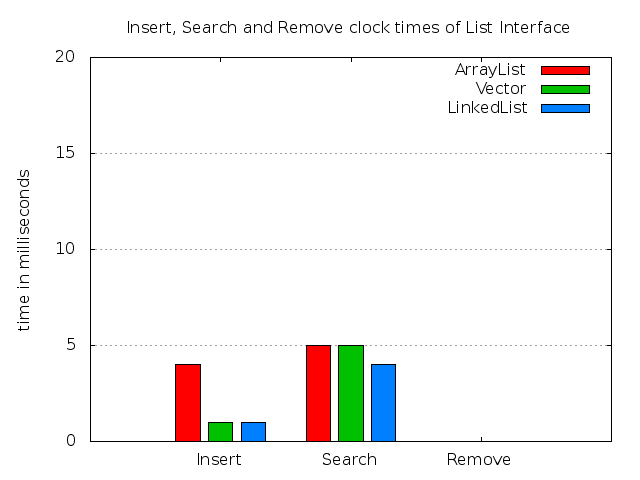 Insert, Search and Remove clock times of List Interface
20
15
10
5
0
time in milliseconds
ArrayList
Vector
LinkedList
Insert Search Remove